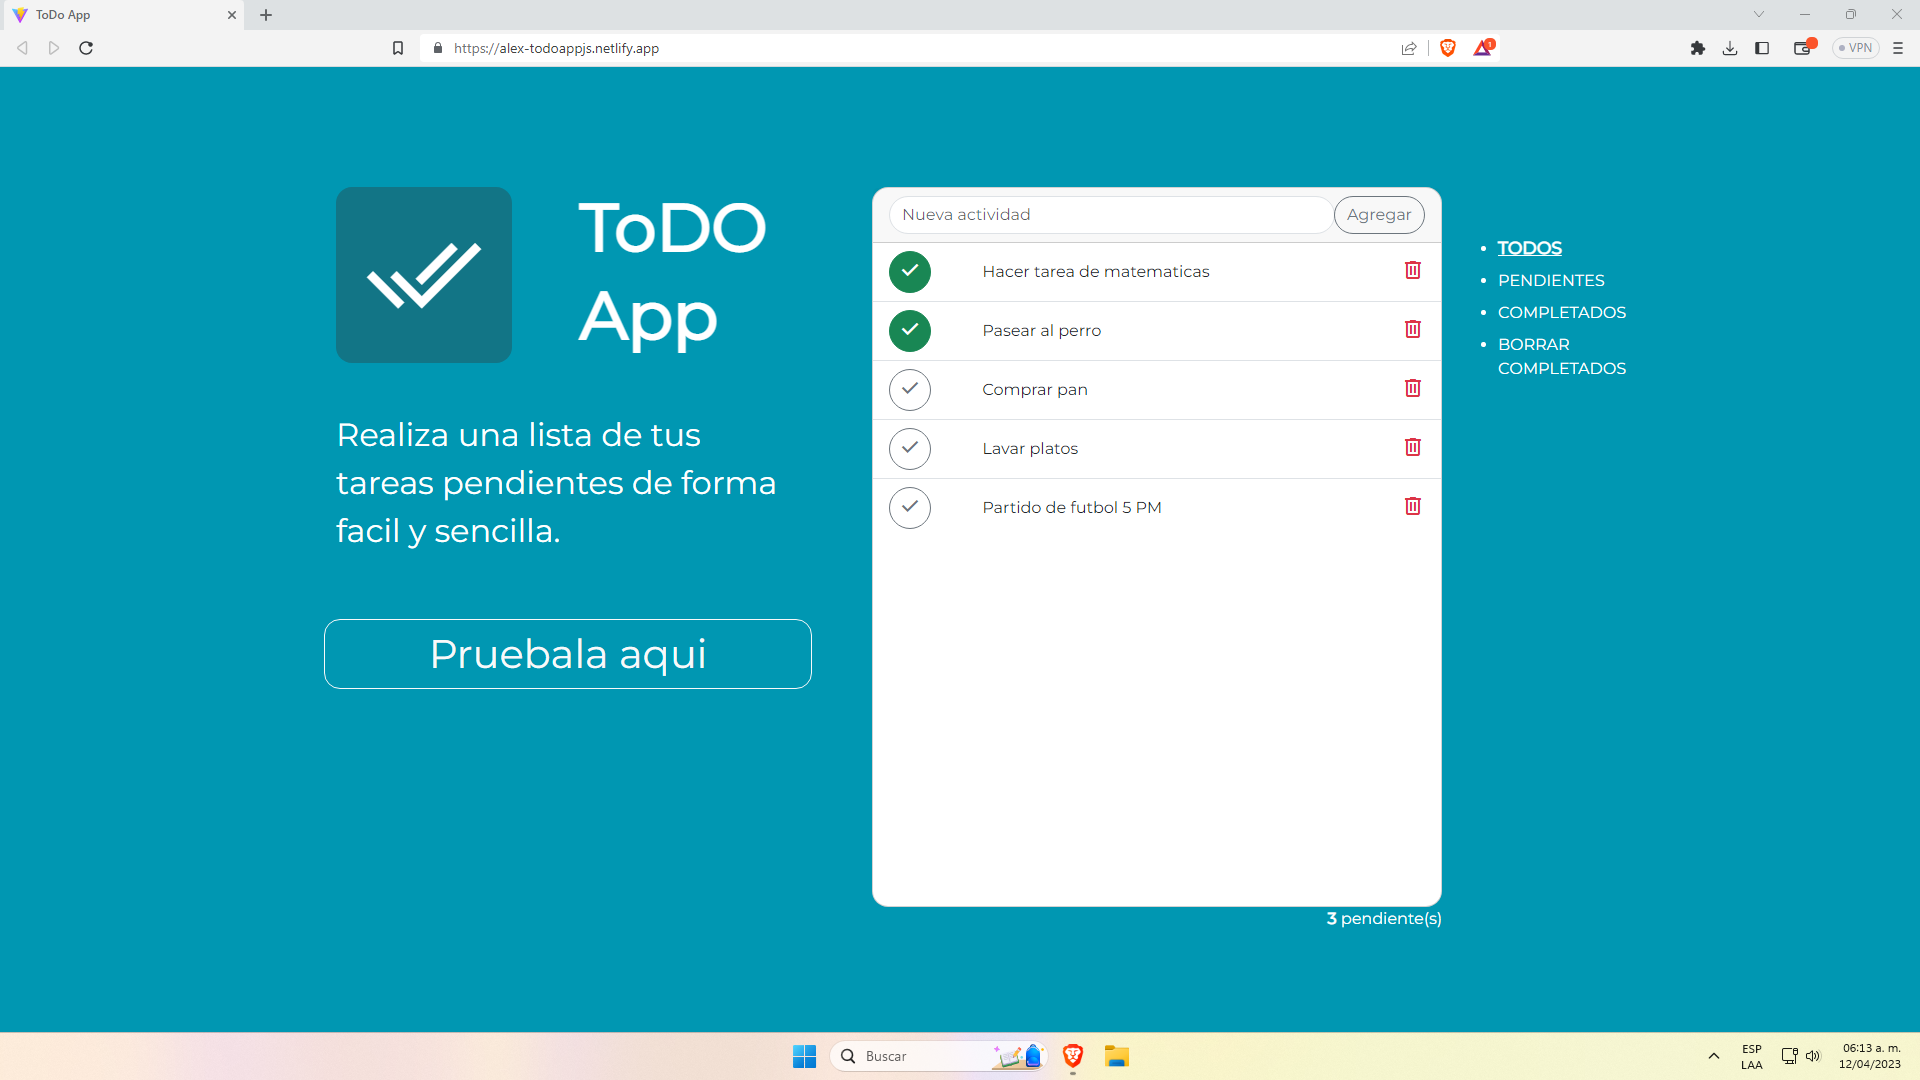 ToDo App
https://alex-todoappjs.netlify.app
1
VPN
ToDO
App
Realiza una lista de tus
tareas pendientes de forma
facil y sencilla.
Pruebala aqui
Nueva actividad
Agregar
Hacer tarea de matematicas
Pasear al perro
Comprar pan
Lavar platos
Partido de futbol 5 PM
3 pendiente(s)
TODOS
PENDIENTES
COMPLETADOS
BORRAR
COMPLETADOS
Buscar
ESP
LAA
06:13 a. m.
12/04/2023